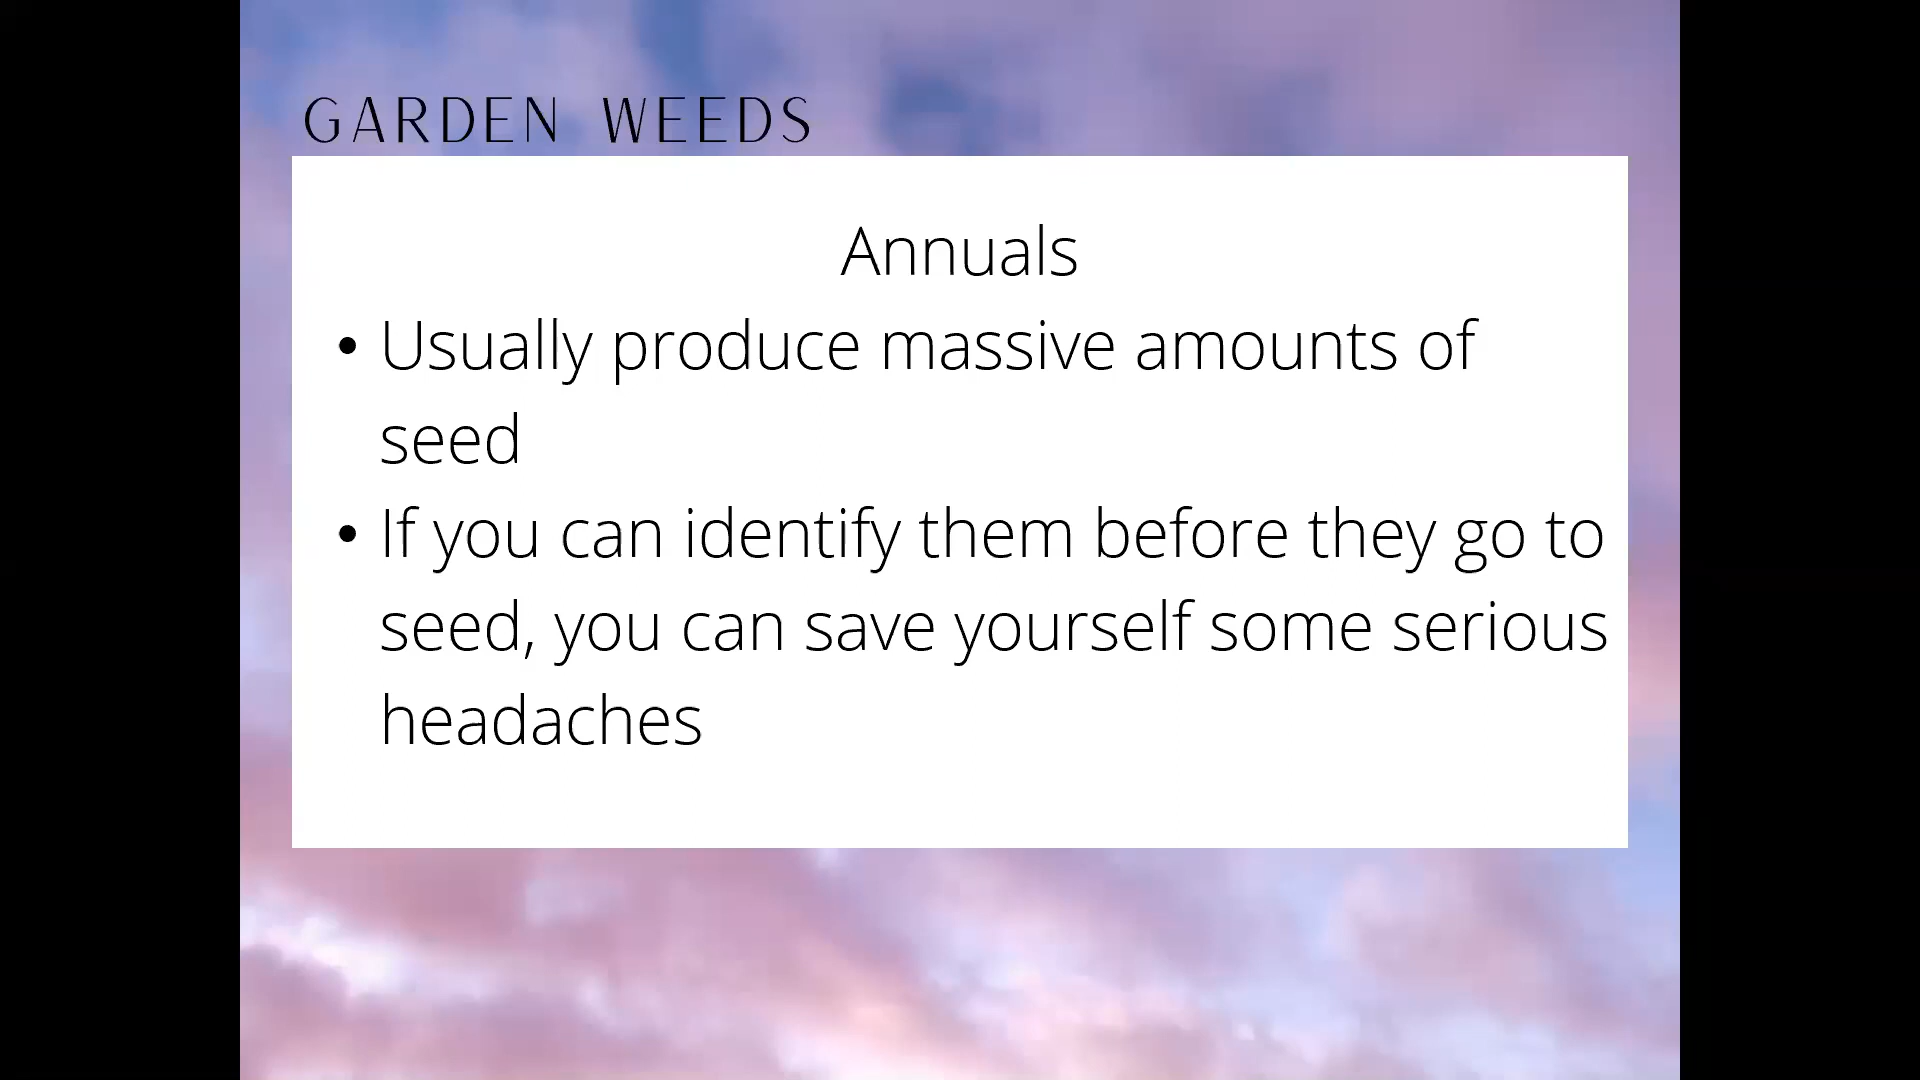 GARDEN WEEDS
Annuals
• Usually produce massive amounts of
seed
• If you can identify them before they go to
seed, you can save yourself some serious
headaches